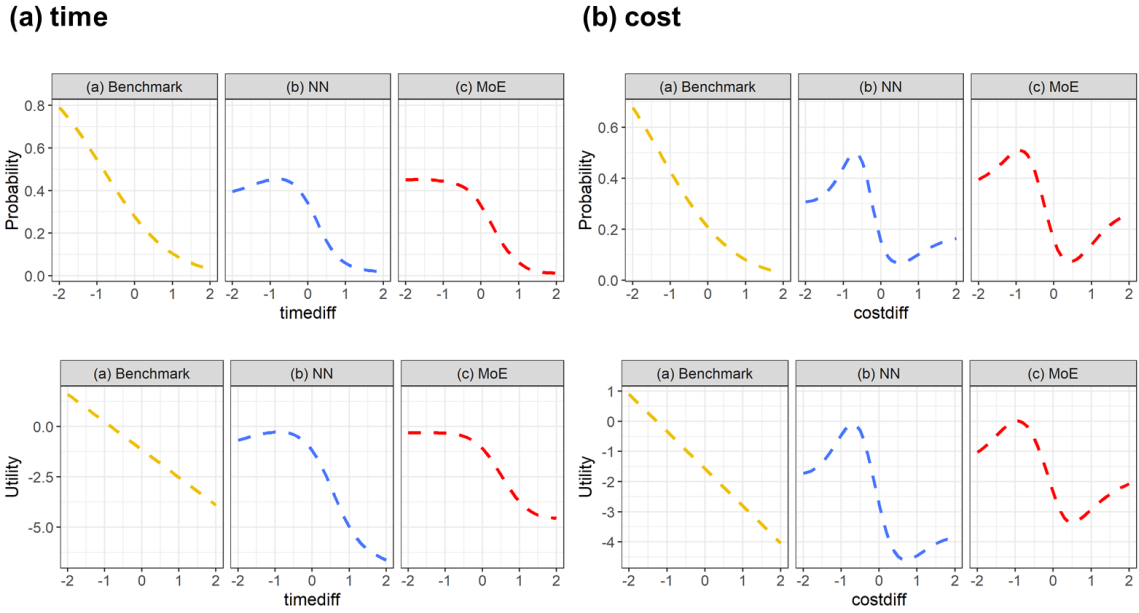 (a) time
(b) cost
(a) Benchmark
(b) NN
(c) MoE
Probability
0.8
0.6
0.4
0.2
0.0
-2 -1 0 1 2
-2 -1 0 1 2
-2 -1 0 1 2
timediff
(a) Benchmark
(b) NN
(c) MoE
Probability
0.6
0.4
0.2
0.0
-2 -1 0 1 2
-2 -1 0 1 2
-2 -1 0 1 2
costdiff
(a) Benchmark
(b) NN
(c) MoE
Utility
0.0
-2.5
-5.0
-2 -1 0 1 2
-2 -1 0 1 2
-2 -1 0 1 2
timediff
(a) Benchmark
(b) NN
(c) MoE
Utility
1
0
-1
-2
-3
-4
-2 -1 0 1 2
-2 -1 0 1 2
-2 -1 0 1 2
costdiff